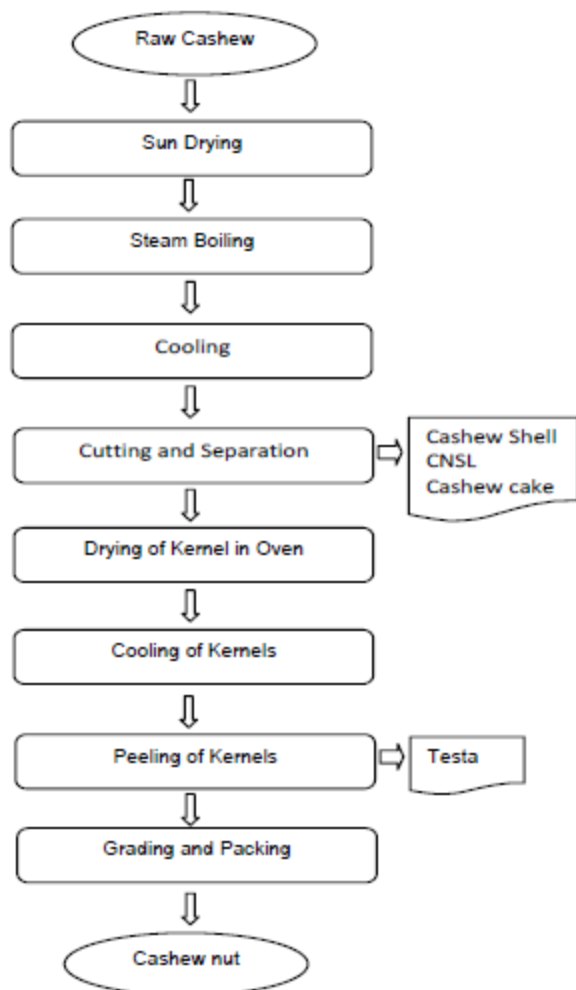 Raw Cashew
Sun Drying
Steam Boiling
Cooling
Cutting and Separation
Cashew Shell
CNSL
Cashew cake
Drying of Kernel in Oven
Cooling of Kernels
Peeling of Kernels
Testa
Grading and Packing
Cashew nut